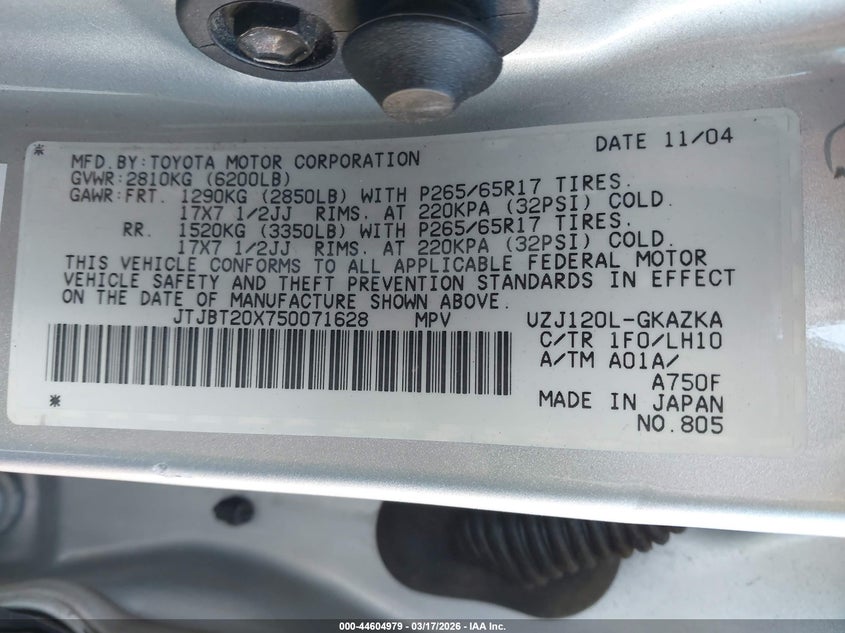 DATE 11/04
MFD.BY:TOYOTA MOTOR CORPORATION
GVWR:2810KG (6200LB)
GAWR:FRT. 1290KG (2850LB) WITH P265/65R17 TIRES.
17X7 1/2JJ RIMS. AT 220KPA (32PSI) COLD.
RR. 1520KG (3350LB) WITH P265/65R17 TIRES.
17X7 1/2JJ RIMS. AT 220KPA (32PSI) COLD.
THIS VEHICLE CONFORMS TO ALL APPLICABLE FEDERAL MOTOR
VEHICLE SAFETY AND THEFT PREVENTION STANDARDS IN EFFECT
ON THE DATE OF MANUFACTURE SHOWN ABOVE.
JTJBT20X750071628 MPV UZJ120L-GKAZKA
C/TR 1F0/LH10
A/TM A01A/
A750F
MADE IN JAPAN
NO.805
000-44604979 — 03/17/2026 — IAA Inc.